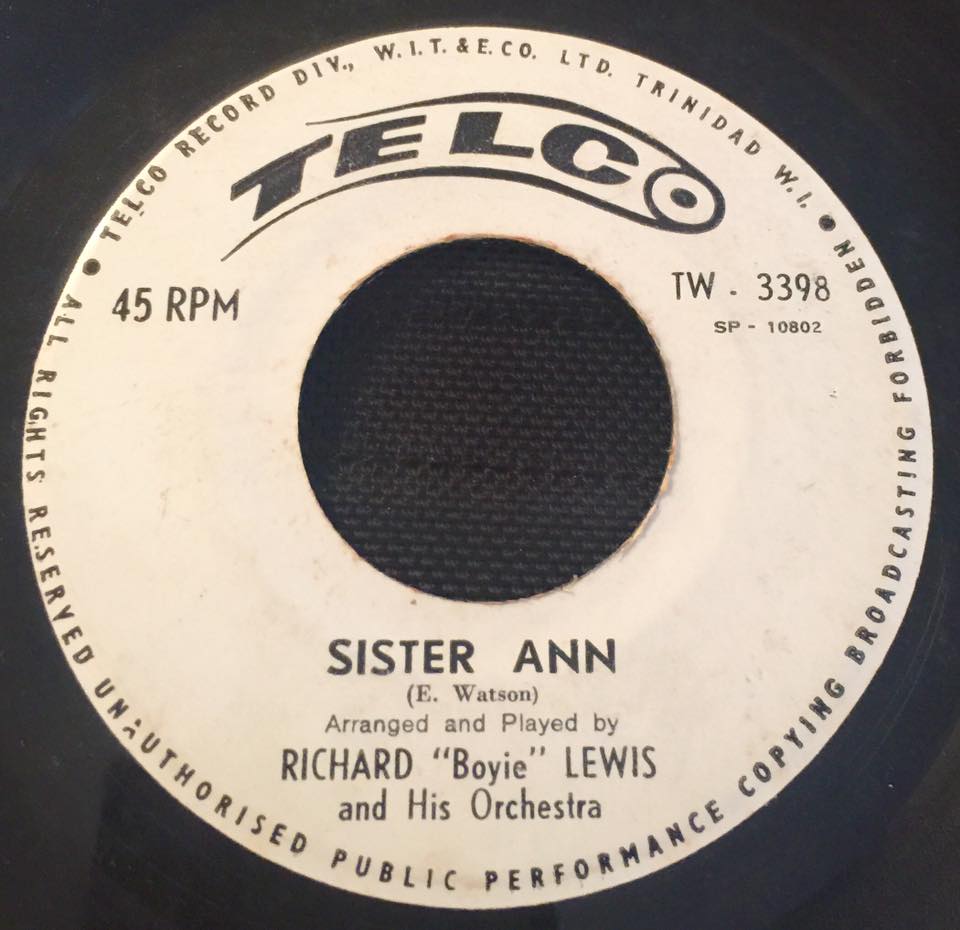 TELCO RECORD DIV., W.I.T. & E. CO. LTD. TRINIDAD W.I.
TELCO
45 RPM
TW - 3398
SP - 10802
SISTER ANN
(E. Watson)
Arranged and Played by
RICHARD "Boyie" LEWIS
and His Orchestra
ALL RIGHTS RESERVED UNAUTHORISED PUBLIC PERFORMANCE COPYING BROADCASTING FORBIDDEN